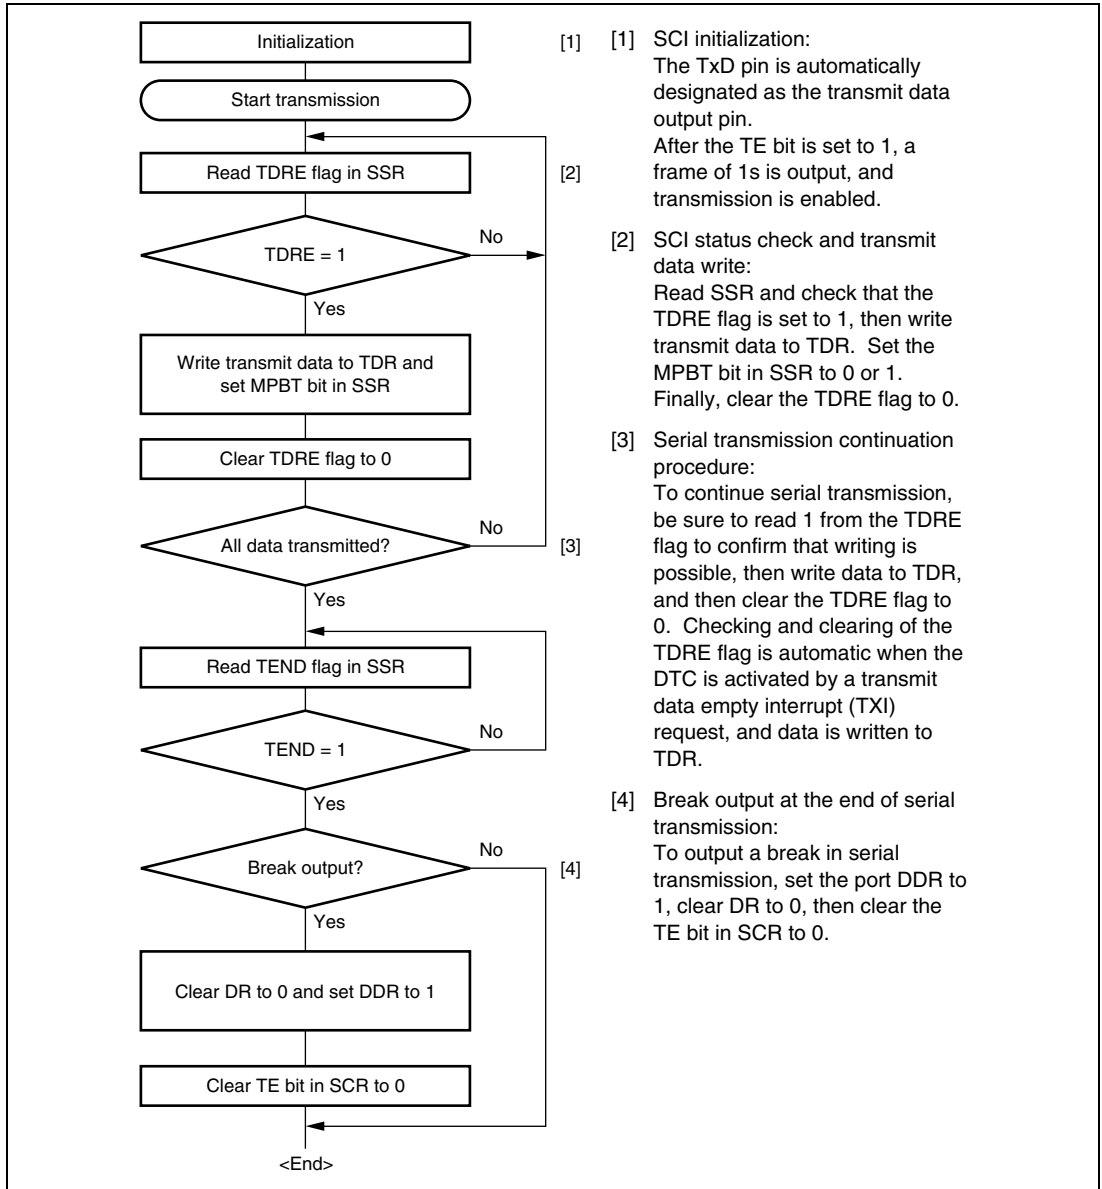 Initialization
[1]
Start transmission
Read TDRE flag in SSR
[2]
TDRE = 1
No
Yes
Write transmit data to TDR and
set MPBT bit in SSR
Clear TDRE flag to 0
All data transmitted?
No
[3]
Yes
Read TEND flag in SSR
TEND = 1
No
Yes
Break output?
No
[4]
Yes
Clear DR to 0 and set DDR to 1
Clear TE bit in SCR to 0
<End>
[1] SCI initialization:
The TxD pin is automatically
designated as the transmit data
output pin.
After the TE bit is set to 1, a
frame of 1s is output, and
transmission is enabled.
[2] SCI status check and transmit
data write:
Read SSR and check that the
TDRE flag is set to 1, then write
transmit data to TDR. Set the
MPBT bit in SSR to 0 or 1.
Finally, clear the TDRE flag to 0.
[3] Serial transmission continuation
procedure:
To continue serial transmission,
be sure to read 1 from the TDRE
flag to confirm that writing is
possible, then write data to TDR,
and then clear the TDRE flag to
0. Checking and clearing of the
TDRE flag is automatic when the
DTC is activated by a transmit
data empty interrupt (TXI)
request, and data is written to
TDR.
[4] Break output at the end of serial
transmission:
To output a break in serial
transmission, set the port DDR to
1, clear DR to 0, then clear the
TE bit in SCR to 0.